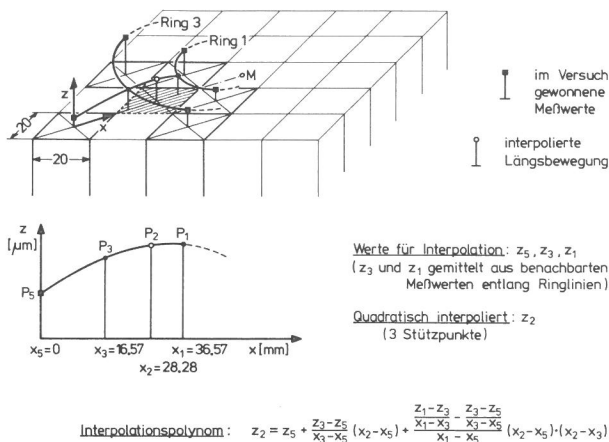 Ring 3
Ring 1
M
z
x
20
20
im Versuch
gewonnene
Meßwerte
interpolierte
Längsbewegung
z
[µm]
P5
P3
P2
P1
x5=0
x3=16,57
x1=36,57
x[mm]
x2=28.28
Werte für Interpolation: z5, z3, z1
(z3 und z1 gemittelt aus benachbarten
Meßwerten entlang Ringlinien)
Quadratisch interpoliert: z2
(3 Stützpunkte)
Interpolationspolynom: z2 = z5 + (z3-z5)/(x3-x5) (x2-x5) + ((z1-z3)/(x1-x3) - (z3-z5)/(x3-x5))/(x1-x5) (x2-x5)·(x2-x3)